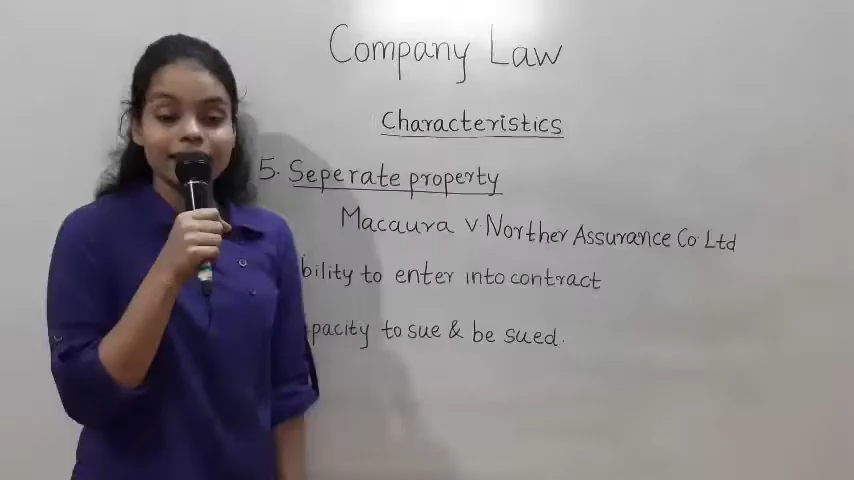 Company Law
Characteristics
5. Seperate property
Macaura v. Norther Assurance Co Ltd
bility to enter into contract
pacity to sue & be sued.